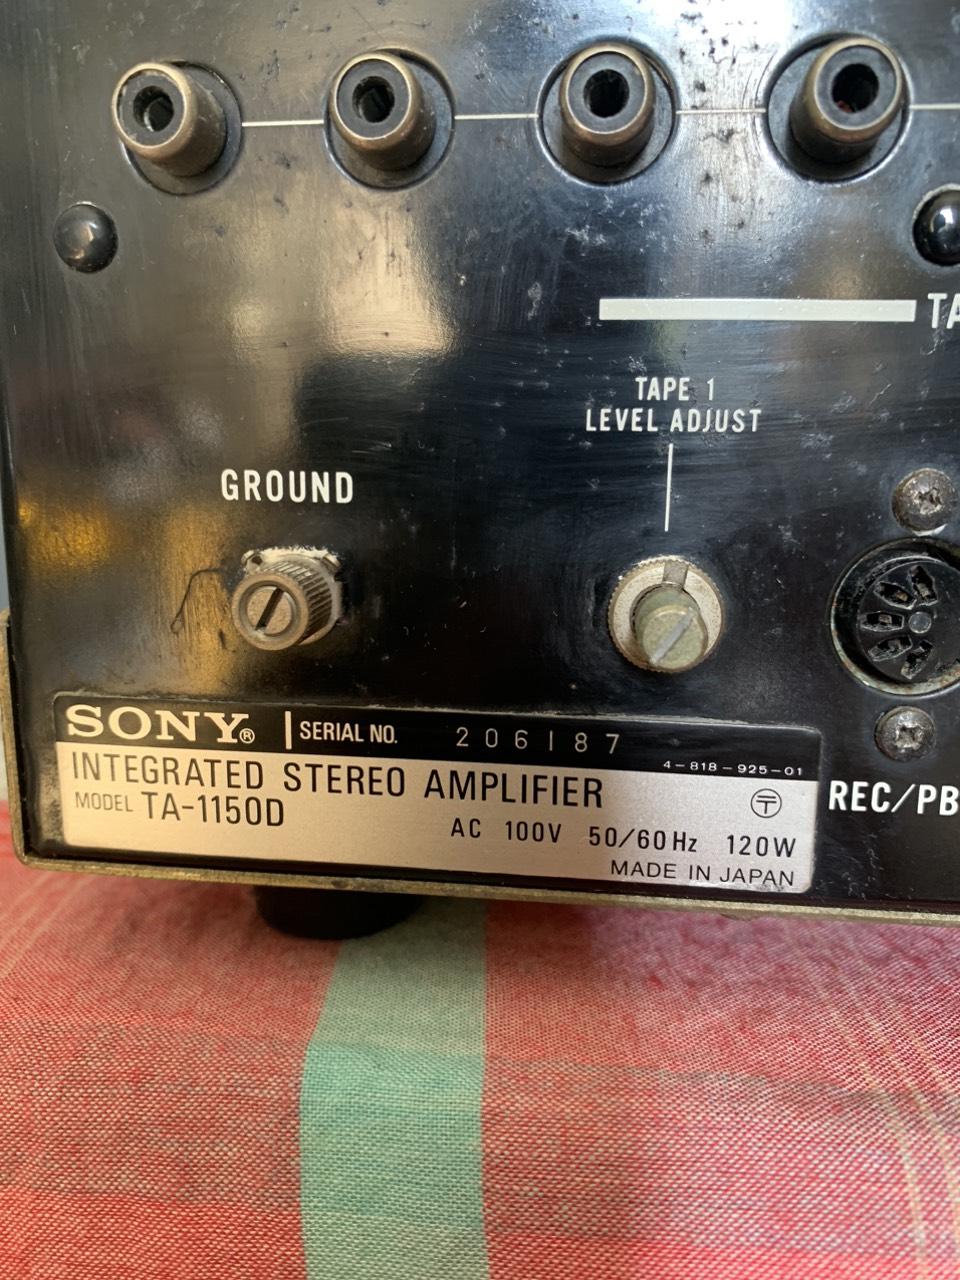 TA
TAPE 1
LEVEL ADJUST
GROUND
SONY® SERIAL NO. 206187
4-818-925-01
INTEGRATED STEREO AMPLIFIER
MODEL TA-1150D
AC 100V 50/60Hz 120W
MADE IN JAPAN
REC/PB